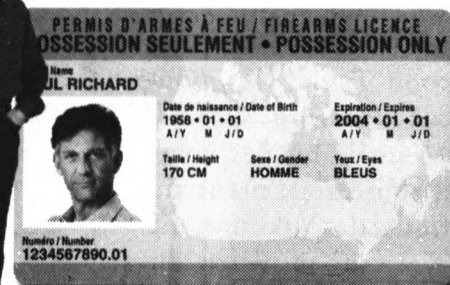 PERMIS D'ARMES À FEU / FIREARMS LICENCE
OSSESSION SEULEMENT • POSSESSION ONLY
Name
UL RICHARD
Date de naissance / Date of Birth
1958 • 01 • 01
A/Y M J/D
Expiration / Expires
2004 • 01 • 01
A/Y M J/D
Taille / Height
170 CM
Sexe / Gender
HOMME
Yeux / Eyes
BLEUS
Numéro / Number
1234567890.01